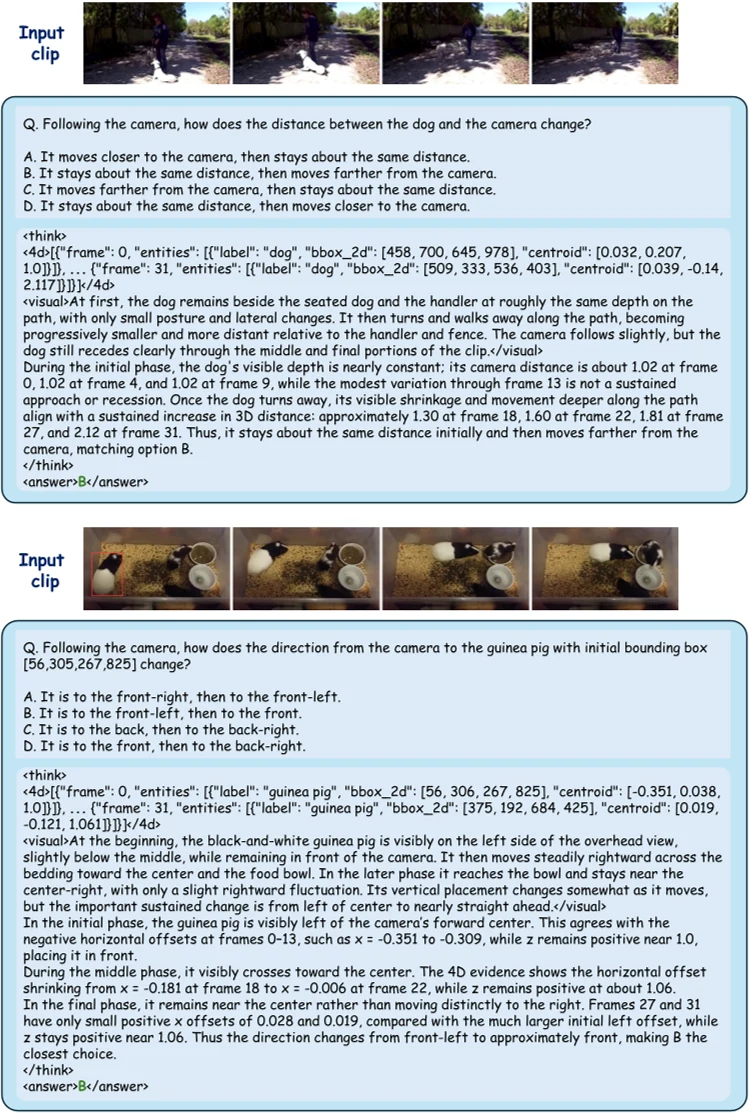 Input
clip
Q. Following the camera, how does the distance between the dog and the camera change?
A. It moves closer to the camera, then stays about the same distance.
B. It stays about the same distance, then moves farther from the camera.
C. It moves farther from the camera, then stays about the same distance.
D. It stays about the same distance, then moves closer to the camera.
<think>
<4d>[{"frame": 0, "entities": [{"label": "dog", "bbox_2d": [458, 700, 645, 978], "centroid": [0.032, 0.207,
1.0]}]}, ... {"frame": 31, "entities": [{"label": "dog", "bbox_2d": [509, 333, 536, 403], "centroid": [0.039, -0.14,
2.117]}]}]</4d>
<visual>At first, the dog remains beside the seated dog and the handler at roughly the same depth on the
path, with only small posture and lateral changes. It then turns and walks away along the path, becoming
progressively smaller and more distant relative to the handler and fence. The camera follows slightly, but the
dog still recedes clearly through the middle and final portions of the clip.</visual>
During the initial phase, the dog's visible depth is nearly constant; its camera distance is about 1.02 at frame
0, 1.02 at frame 4, and 1.02 at frame 9, while the modest variation through frame 13 is not a sustained
approach or recession. Once the dog turns away, its visible shrinkage and movement deeper along the path
align with a sustained increase in 3D distance: approximately 1.30 at frame 18, 1.60 at frame 22, 1.81 at frame
27, and 2.12 at frame 31. Thus, it stays about the same distance initially and then moves farther from the
camera, matching option B.
</think>
<answer>B</answer>
Input
clip
Q. Following the camera, how does the direction from the camera to the guinea pig with initial bounding box
[56,305,267,825] change?
A. It is to the front-right, then to the front-left.
B. It is to the front-left, then to the front.
C. It is to the back, then to the back-right.
D. It is to the front, then to the back-right.
<think>
<4d>[{"frame": 0, "entities": [{"label": "guinea pig", "bbox_2d": [56, 306, 267, 825], "centroid": [-0.351, 0.038,
1.0]}]}, ... {"frame": 31, "entities": [{"label": "guinea pig", "bbox_2d": [375, 192, 684, 425], "centroid": [0.019,
-0.121, 1.061]}]}]</4d>
<visual>At the beginning, the black-and-white guinea pig is visibly on the left side of the overhead view,
slightly below the middle, while remaining in front of the camera. It then moves steadily rightward across the
bedding toward the center and the food bowl. In the later phase it reaches the bowl and stays near the
center-right, with only a slight rightward fluctuation. Its vertical placement changes somewhat as it moves,
but the important sustained change is from left of center to nearly straight ahead.</visual>
In the initial phase, the guinea pig is visibly left of the camera's forward center. This agrees with the
negative horizontal offsets at frames 0-13, such as x = -0.351 to -0.309, while z remains positive near 1.0,
placing it in front.
During the middle phase, it visibly crosses toward the center. The 4D evidence shows the horizontal offset
shrinking from x = -0.181 at frame 18 to x = -0.006 at frame 22, while z remains positive at about 1.06.
In the final phase, it remains near the center rather than moving distinctly to the right. Frames 27 and 31
have only small positive x offsets of 0.028 and 0.019, compared with the much larger initial left offset, while
z stays positive near 1.06. Thus the direction changes from front-left to approximately front, making B the
closest choice.
</think>
<answer>B</answer>